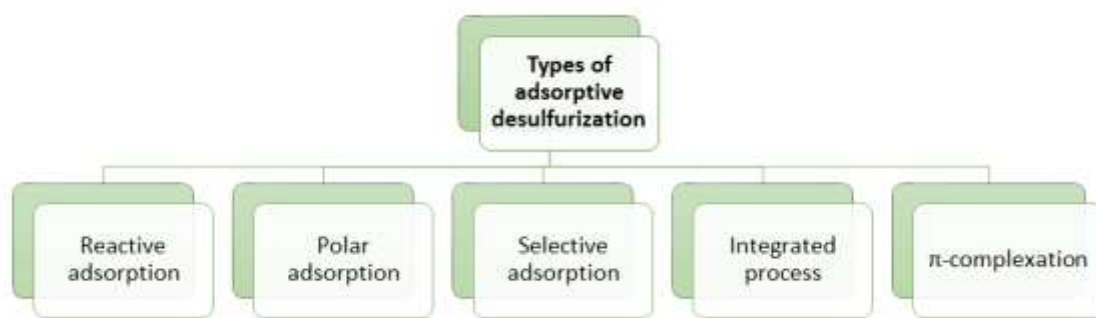 Types of
adsorptive
desulfurization
Reactive
adsorption
Polar
adsorption
Selective
adsorption
Integrated
process
π-complexation